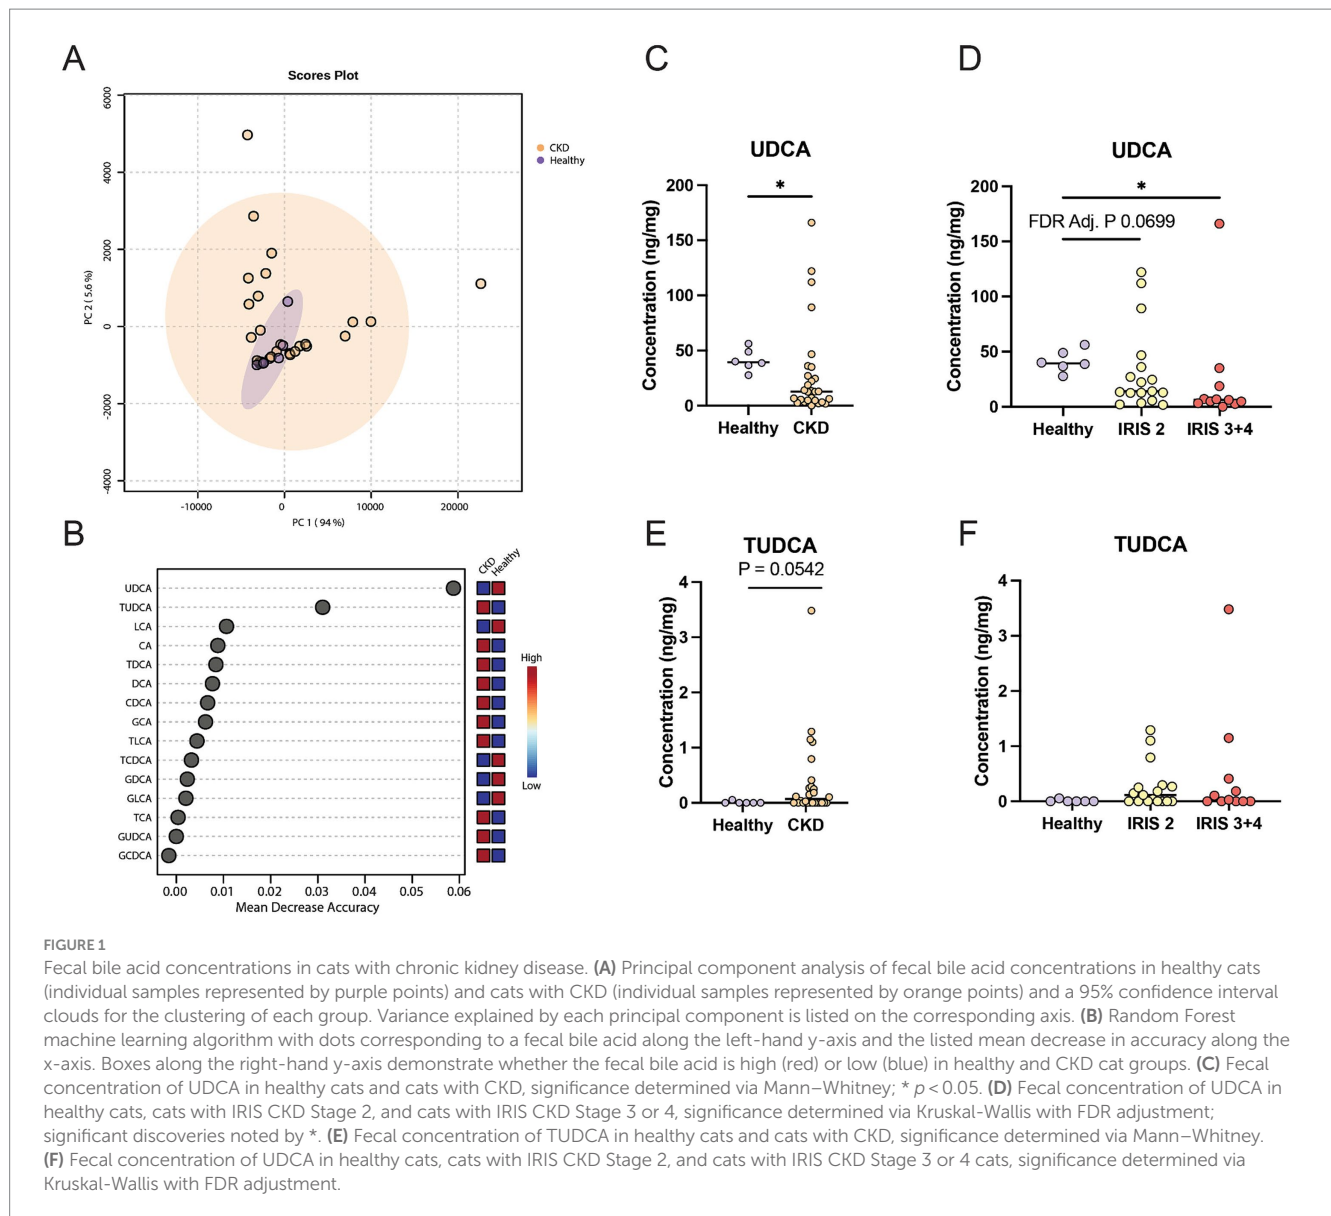 A
Scores Plot
6000
4000
2000
0
-2000
-4000
PC 2 ( 5.6 %)
-10000 0 10000 20000
PC 1 ( 94 %)
CKD
Healthy
B
CKD Healthy
UDCA
TUDCA
LCA
CA
TDCA
DCA
CDCA
GCA
TLCA
TCDCA
GDCA
GLCA
TCA
GUDCA
GCDCA
0.00 0.01 0.02 0.03 0.04 0.05 0.06
Mean Decrease Accuracy
High
Low
C
UDCA
*
200
150
100
50
0
Concentration (ng/mg)
Healthy CKD
D
UDCA
*
FDR Adj. P 0.0699
200
150
100
50
0
Concentration (ng/mg)
Healthy IRIS 2 IRIS 3+4
E
TUDCA
P = 0.0542
4
3
2
1
0
Concentration (ng/mg)
Healthy CKD
F
TUDCA
4
3
2
1
0
Concentration (ng/mg)
Healthy IRIS 2 IRIS 3+4
FIGURE 1
Fecal bile acid concentrations in cats with chronic kidney disease. (A) Principal component analysis of fecal bile acid concentrations in healthy cats
(individual samples represented by purple points) and cats with CKD (individual samples represented by orange points) and a 95% confidence interval
clouds for the clustering of each group. Variance explained by each principal component is listed on the corresponding axis. (B) Random Forest
machine learning algorithm with dots corresponding to a fecal bile acid along the left-hand y-axis and the listed mean decrease in accuracy along the
x-axis. Boxes along the right-hand y-axis demonstrate whether the fecal bile acid is high (red) or low (blue) in healthy and CKD cat groups. (C) Fecal
concentration of UDCA in healthy cats and cats with CKD, significance determined via Mann–Whitney; * p < 0.05. (D) Fecal concentration of UDCA in
healthy cats, cats with IRIS CKD Stage 2, and cats with IRIS CKD Stage 3 or 4, significance determined via Kruskal-Wallis with FDR adjustment;
significant discoveries noted by *. (E) Fecal concentration of TUDCA in healthy cats and cats with CKD, significance determined via Mann–Whitney.
(F) Fecal concentration of UDCA in healthy cats, cats with IRIS CKD Stage 2, and cats with IRIS CKD Stage 3 or 4 cats, significance determined via
Kruskal-Wallis with FDR adjustment.